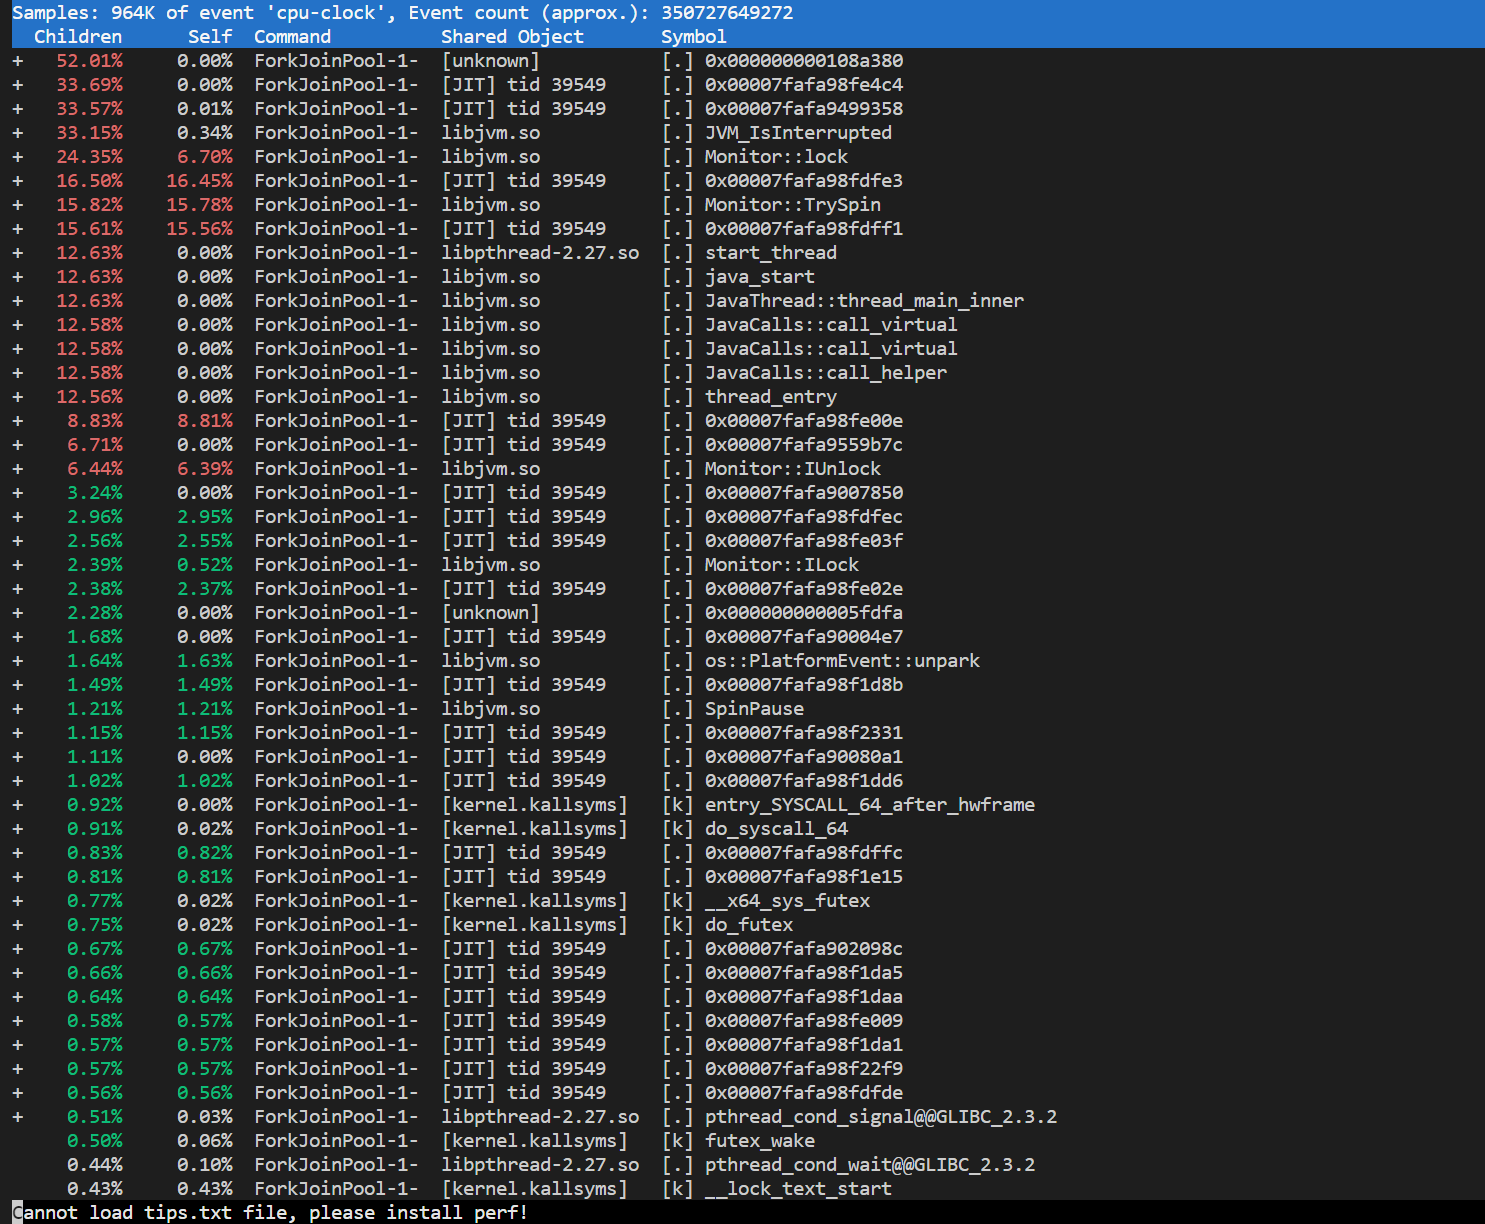 Samples: 964K of event 'cpu-clock', Event count (approx.): 350727649272
  Children      Self  Command          Shared Object       Symbol
+   52.01%     0.00%  ForkJoinPool-1-  [unknown]           [.] 0x000000000108a380
+   33.69%     0.00%  ForkJoinPool-1-  [JIT] tid 39549     [.] 0x00007fafa98fe4c4
+   33.57%     0.01%  ForkJoinPool-1-  [JIT] tid 39549     [.] 0x00007fafa9499358
+   33.15%     0.34%  ForkJoinPool-1-  libjvm.so           [.] JVM_IsInterrupted
+   24.35%     6.70%  ForkJoinPool-1-  libjvm.so           [.] Monitor::lock
+   16.50%    16.45%  ForkJoinPool-1-  [JIT] tid 39549     [.] 0x00007fafa98fdfe3
+   15.82%    15.78%  ForkJoinPool-1-  libjvm.so           [.] Monitor::TrySpin
+   15.61%    15.56%  ForkJoinPool-1-  [JIT] tid 39549     [.] 0x00007fafa98fdff1
+   12.63%     0.00%  ForkJoinPool-1-  libpthread-2.27.so  [.] start_thread
+   12.63%     0.00%  ForkJoinPool-1-  libjvm.so           [.] java_start
+   12.63%     0.00%  ForkJoinPool-1-  libjvm.so           [.] JavaThread::thread_main_inner
+   12.58%     0.00%  ForkJoinPool-1-  libjvm.so           [.] JavaCalls::call_virtual
+   12.58%     0.00%  ForkJoinPool-1-  libjvm.so           [.] JavaCalls::call_virtual
+   12.58%     0.00%  ForkJoinPool-1-  libjvm.so           [.] JavaCalls::call_helper
+   12.56%     0.00%  ForkJoinPool-1-  libjvm.so           [.] thread_entry
+    8.83%     8.81%  ForkJoinPool-1-  [JIT] tid 39549     [.] 0x00007fafa98fe00e
+    6.71%     0.00%  ForkJoinPool-1-  [JIT] tid 39549     [.] 0x00007fafa9559b7c
+    6.44%     6.39%  ForkJoinPool-1-  libjvm.so           [.] Monitor::IUnlock
+    3.24%     0.00%  ForkJoinPool-1-  [JIT] tid 39549     [.] 0x00007fafa9007850
+    2.96%     2.95%  ForkJoinPool-1-  [JIT] tid 39549     [.] 0x00007fafa98fdfec
+    2.56%     2.55%  ForkJoinPool-1-  [JIT] tid 39549     [.] 0x00007fafa98fe03f
+    2.39%     0.52%  ForkJoinPool-1-  libjvm.so           [.] Monitor::ILock
+    2.38%     2.37%  ForkJoinPool-1-  [JIT] tid 39549     [.] 0x00007fafa98fe02e
+    2.28%     0.00%  ForkJoinPool-1-  [unknown]           [.] 0x000000000005fdfa
+    1.68%     0.00%  ForkJoinPool-1-  [JIT] tid 39549     [.] 0x00007fafa90004e7
+    1.64%     1.63%  ForkJoinPool-1-  libjvm.so           [.] os::PlatformEvent::unpark
+    1.49%     1.49%  ForkJoinPool-1-  [JIT] tid 39549     [.] 0x00007fafa98f1d8b
+    1.21%     1.21%  ForkJoinPool-1-  libjvm.so           [.] SpinPause
+    1.15%     1.15%  ForkJoinPool-1-  [JIT] tid 39549     [.] 0x00007fafa98f2331
+    1.11%     0.00%  ForkJoinPool-1-  [JIT] tid 39549     [.] 0x00007fafa90080a1
+    1.02%     1.02%  ForkJoinPool-1-  [JIT] tid 39549     [.] 0x00007fafa98f1dd6
+    0.92%     0.00%  ForkJoinPool-1-  [kernel.kallsyms]   [k] entry_SYSCALL_64_after_hwframe
+    0.91%     0.02%  ForkJoinPool-1-  [kernel.kallsyms]   [k] do_syscall_64
+    0.83%     0.82%  ForkJoinPool-1-  [JIT] tid 39549     [.] 0x00007fafa98fdffc
+    0.81%     0.81%  ForkJoinPool-1-  [JIT] tid 39549     [.] 0x00007fafa98f1e15
+    0.77%     0.02%  ForkJoinPool-1-  [kernel.kallsyms]   [k] __x64_sys_futex
+    0.75%     0.02%  ForkJoinPool-1-  [kernel.kallsyms]   [k] do_futex
+    0.67%     0.67%  ForkJoinPool-1-  [JIT] tid 39549     [.] 0x00007fafa902098c
+    0.66%     0.66%  ForkJoinPool-1-  [JIT] tid 39549     [.] 0x00007fafa98f1da5
+    0.64%     0.64%  ForkJoinPool-1-  [JIT] tid 39549     [.] 0x00007fafa98f1daa
+    0.58%     0.57%  ForkJoinPool-1-  [JIT] tid 39549     [.] 0x00007fafa98fe009
+    0.57%     0.57%  ForkJoinPool-1-  [JIT] tid 39549     [.] 0x00007fafa98f1da1
+    0.57%     0.57%  ForkJoinPool-1-  [JIT] tid 39549     [.] 0x00007fafa98f22f9
+    0.56%     0.56%  ForkJoinPool-1-  [JIT] tid 39549     [.] 0x00007fafa98fdfde
+    0.51%     0.03%  ForkJoinPool-1-  libpthread-2.27.so  [.] pthread_cond_signal@@GLIBC_2.3.2
     0.50%     0.06%  ForkJoinPool-1-  [kernel.kallsyms]   [k] futex_wake
     0.44%     0.10%  ForkJoinPool-1-  libpthread-2.27.so  [.] pthread_cond_wait@@GLIBC_2.3.2
     0.43%     0.43%  ForkJoinPool-1-  [kernel.kallsyms]   [k] __lock_text_start
Cannot load tips.txt file, please install perf!